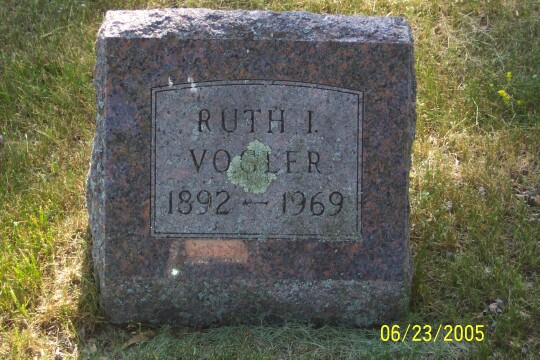 RUTH I.
VOGLER
1892 — 1969
06/23/2005